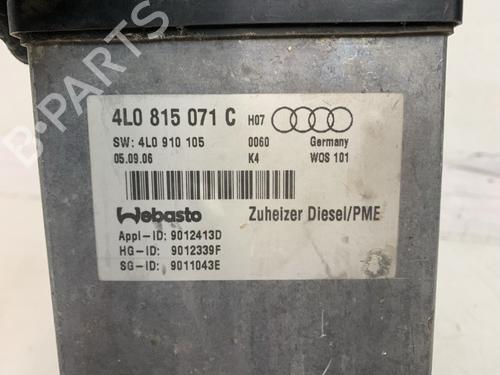 4L0 815 071 C H07
SW: 4L0 910 105 0060 Germany
05.09.06 K4 WOS 101
Webasto Zuheizer Diesel/PME
Appl-ID: 9012413D
HG-ID: 9012339F
SG-ID: 9011043E